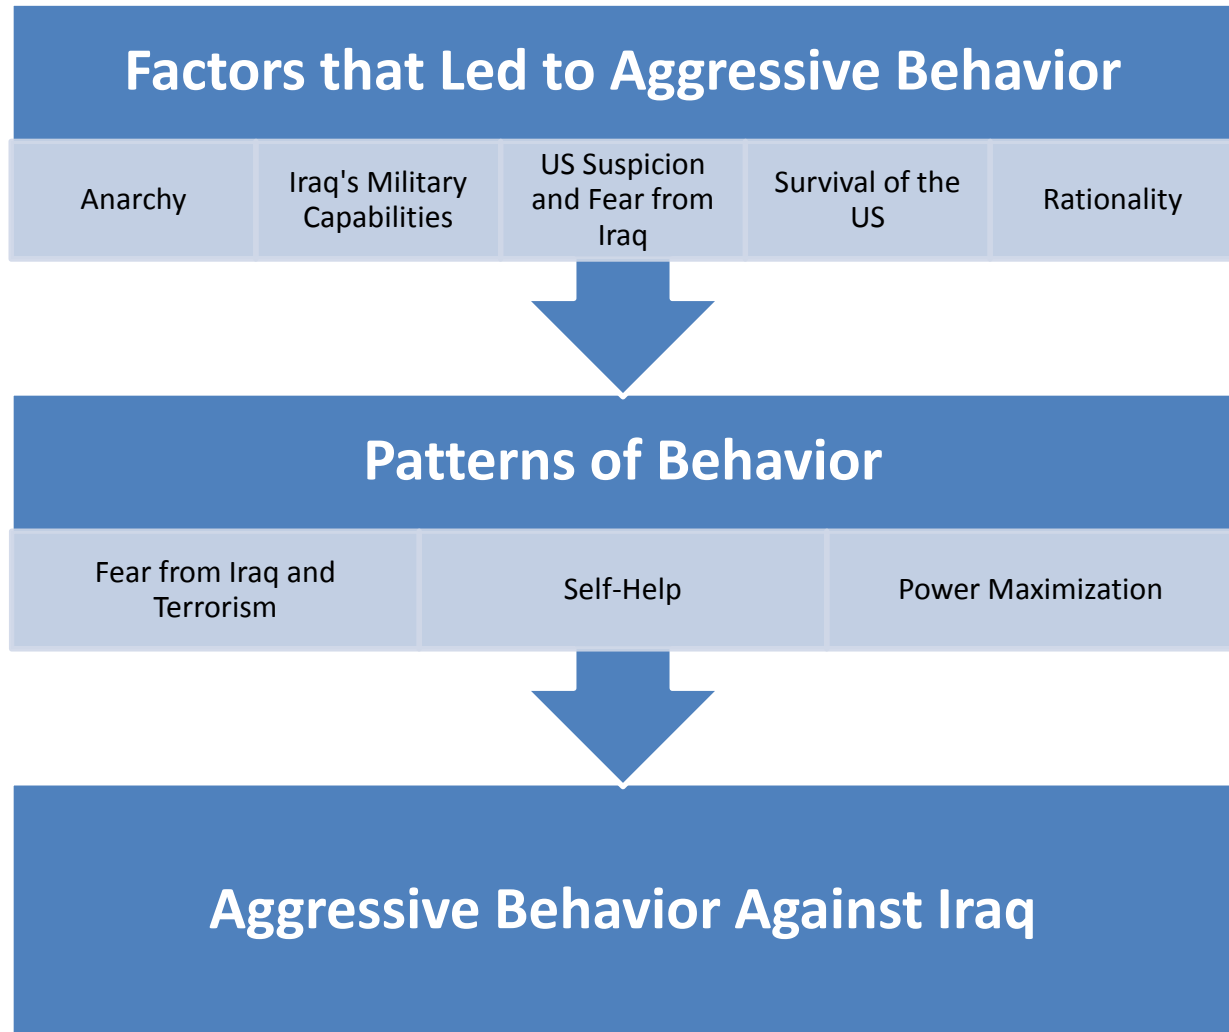 Factors that Led to Aggressive Behavior
Anarchy
Iraq's Military
Capabilities
US Suspicion
and Fear from
Iraq
Survival of the
US
Rationality
Patterns of Behavior
Fear from Iraq and
Terrorism
Self-Help
Power Maximization
Aggressive Behavior Against Iraq